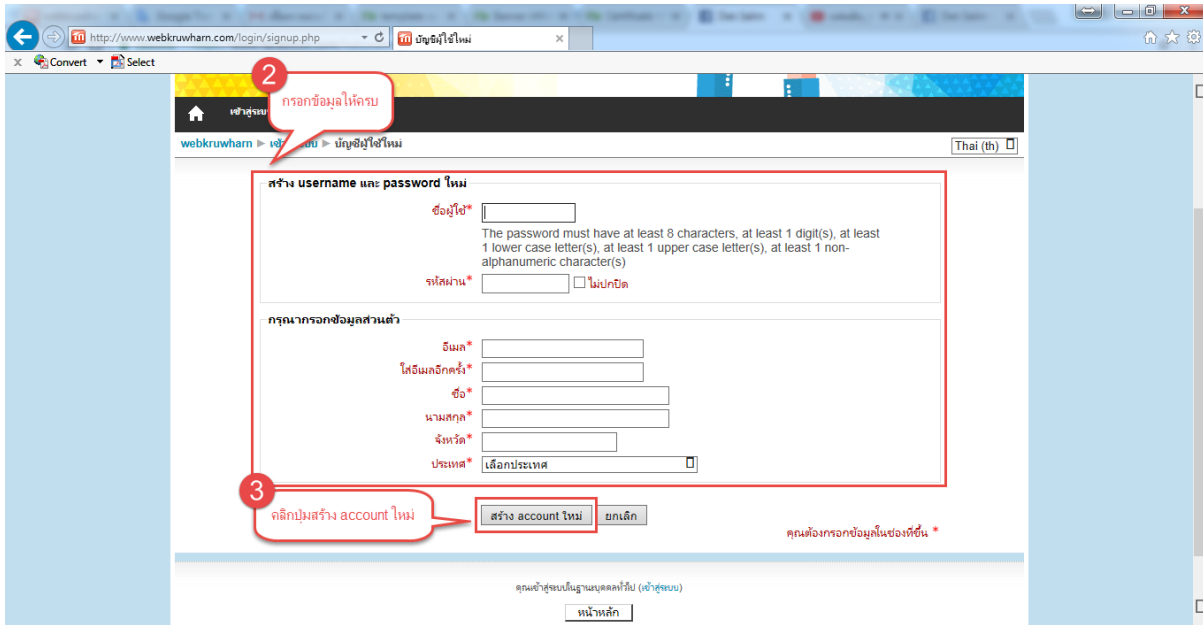 http://www.webkruwharn.com/login/signup.php
บัญชีผู้ใช้ใหม่
x Convert Select
2
กรอกข้อมูลให้ครบ
เข้าสู่ระบบ
webkruwharn บัญชีผู้ใช้ใหม่
Thai (th)
สร้าง username และ password ใหม่
ชื่อผู้ใช้*
The password must have at least 8 characters, at least 1 digit(s), at least
1 lower case letter(s), at least 1 upper case letter(s), at least 1 non-
alphanumeric character(s)
รหัสผ่าน* ไม่ปกปิด
กรุณากรอกข้อมูลส่วนตัว
อีเมล*
ใส่อีเมลอีกครั้ง*
ชื่อ*
นามสกุล*
จังหวัด*
ประเทศ* เลือกประเทศ
3
คลิกปุ่มสร้าง account ใหม่
สร้าง account ใหม่ ยกเลิก
คุณต้องกรอกข้อมูลในช่องที่ขึ้น *
คุณเข้าสู่ระบบในฐานะบุคคลทั่วไป (เข้าสู่ระบบ)
หน้าหลัก